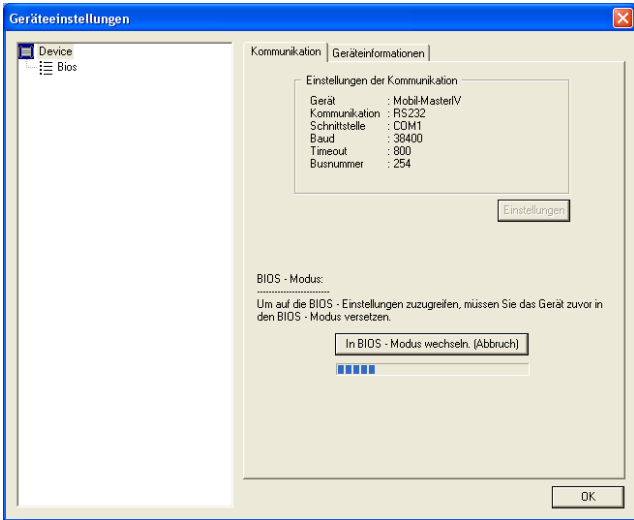 Geräteeinstellungen
Device
Bios
Kommunikation Geräteinformationen
Einstellungen der Kommunikation
Gerät : Mobil-MasterIV
Kommunikation : RS232
Schnittstelle : COM1
Baud : 38400
Timeout : 800
Busnummer : 254
Einstellungen
BIOS - Modus:
------------------------
Um auf die BIOS - Einstellungen zuzugreifen, müssen Sie das Gerät zuvor in
den BIOS - Modus versetzen.
In BIOS - Modus wechseln. (Abbruch)
OK